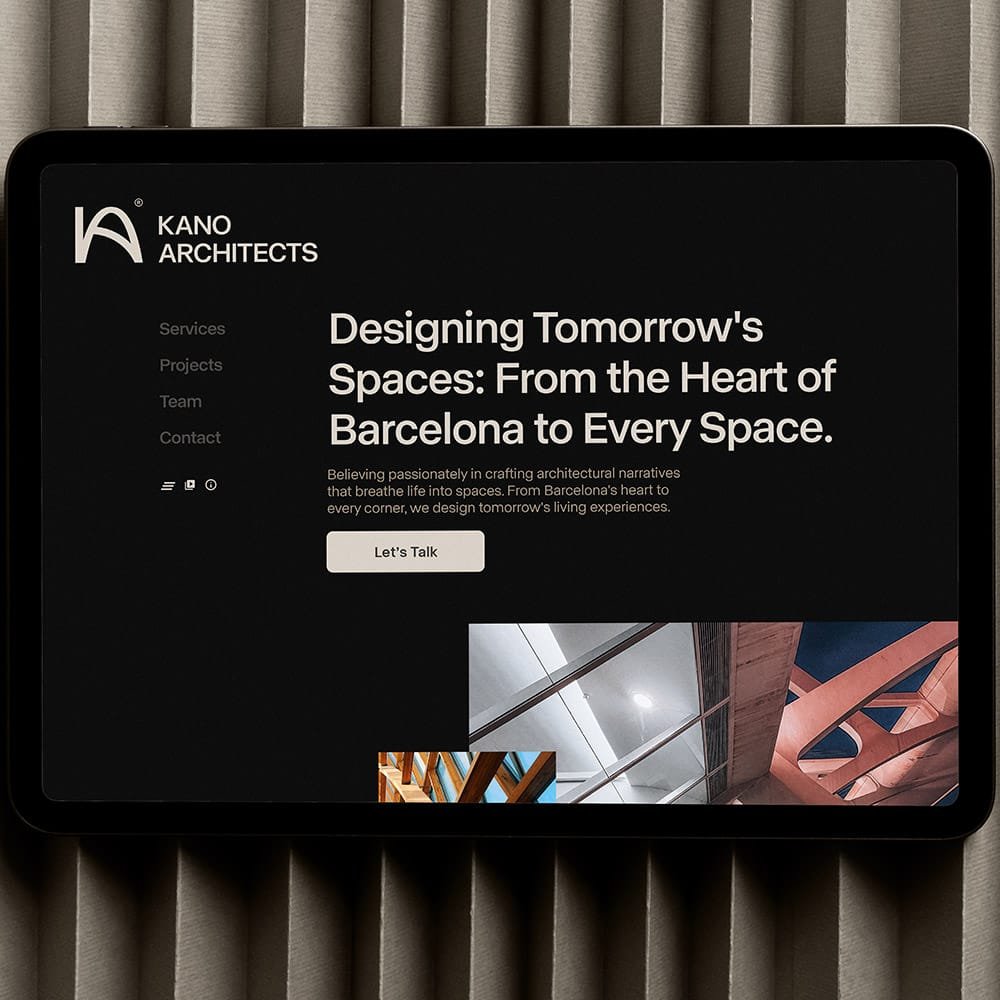 KANO
ARCHITECTS
Services
Projects
Team
Contact
Designing Tomorrow's
Spaces: From the Heart of
Barcelona to Every Space.
Believing passionately in crafting architectural narratives
that breathe life into spaces. From Barcelona's heart to
every corner, we design tomorrow's living experiences.
Let's Talk